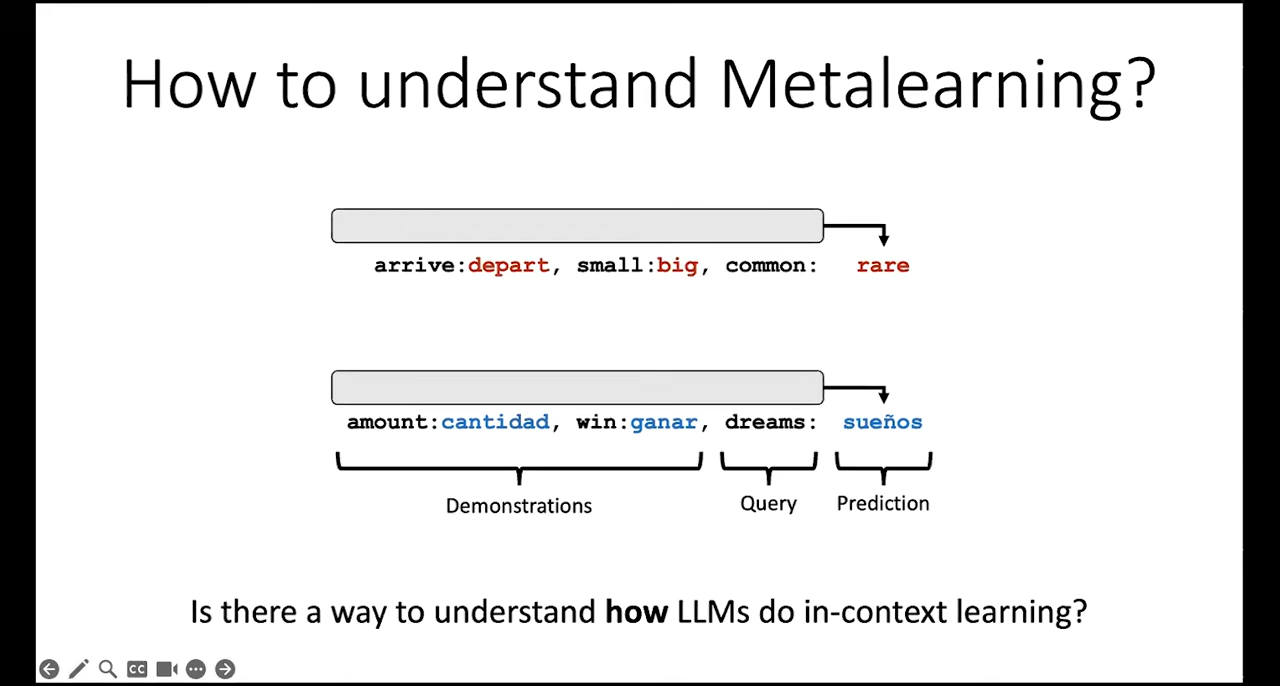 How to understand Metalearning?
arrive:depart, small:big, common: rare
amount:cantidad, win:ganar, dreams: sueños
Demonstrations Query Prediction
Is there a way to understand how LLMs do in-context learning?
CC